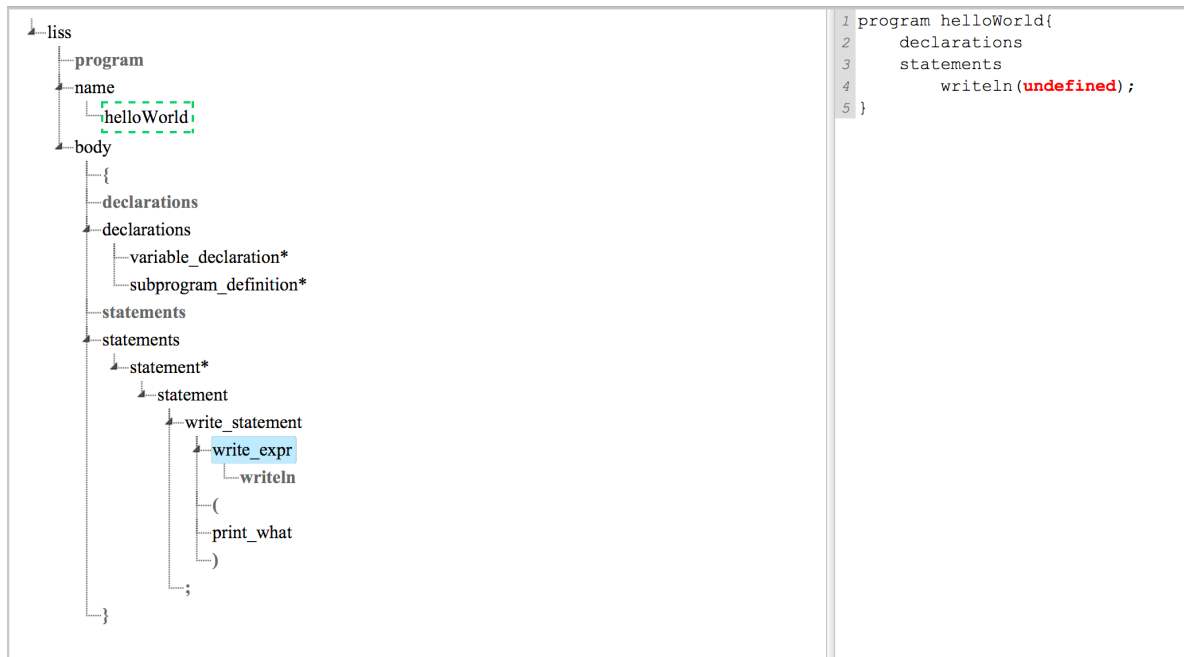 liss
program
name
helloWorld
body
{
declarations
declarations
variable_declaration*
subprogram_definition*
statements
statements
statement*
statement
write_statement
write_expr
writeln
(
print_what
)
;
}
1 program helloWorld{
2 declarations
3 statements
4 writeln(undefined);
5 }